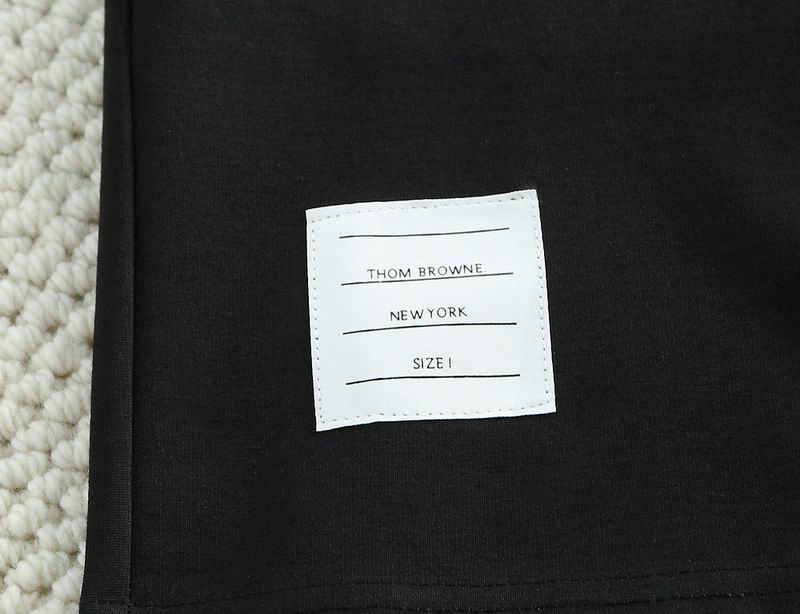 THOM BROWNE.
NEW YORK
SIZE 1